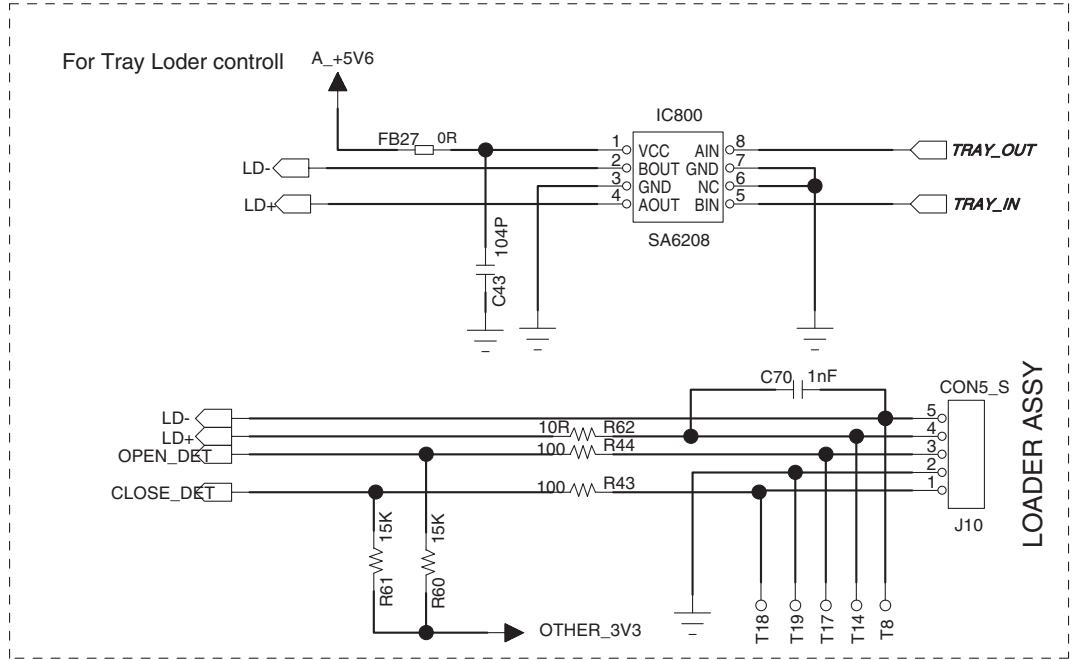 For Tray Loder controll
A_+5V6
FB27 0R
IC800
1 VCC AIN 8
2 BOUT GND 7
3 GND NC 6
4 AOUT BIN 5
SA6208
LD-
LD+
TRAY_OUT
TRAY_IN
104P
C43
C70 1nF
CON5_S
LD-
LD+
OPEN_DET
CLOSE_DET
10R R62
100 R44
100 R43
5
4
3
2
1
J10
LOADER ASSY
15K
R61
15K
R60
OTHER_3V3
T18
T19
T17
T14
T8